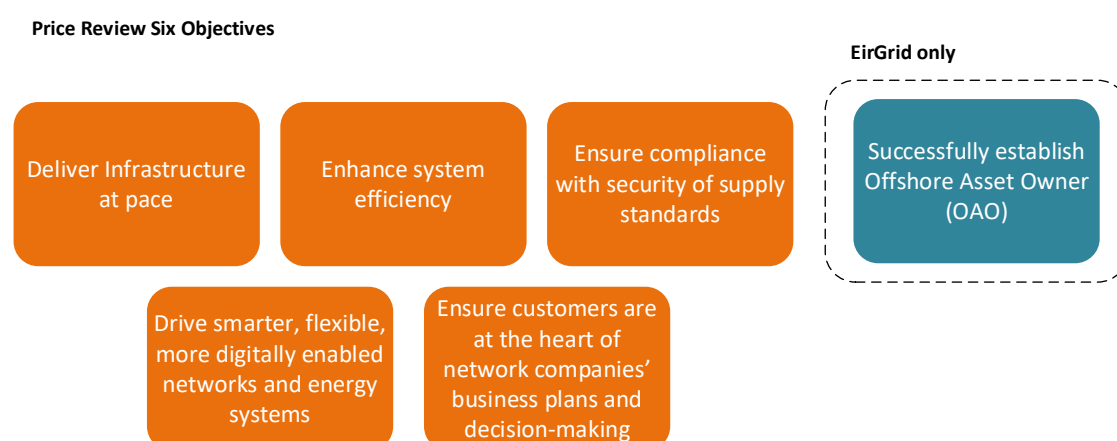 Price Review Six Objectives
EirGrid only
Deliver Infrastructure
at pace
Enhance system
efficiency
Ensure compliance
with security of supply
standards
Successfully establish
Offshore Asset Owner
(OAO)
Drive smarter, flexible,
more digitally enabled
networks and energy
systems
Ensure customers are
at the heart of
network companies’
business plans and
decision-making